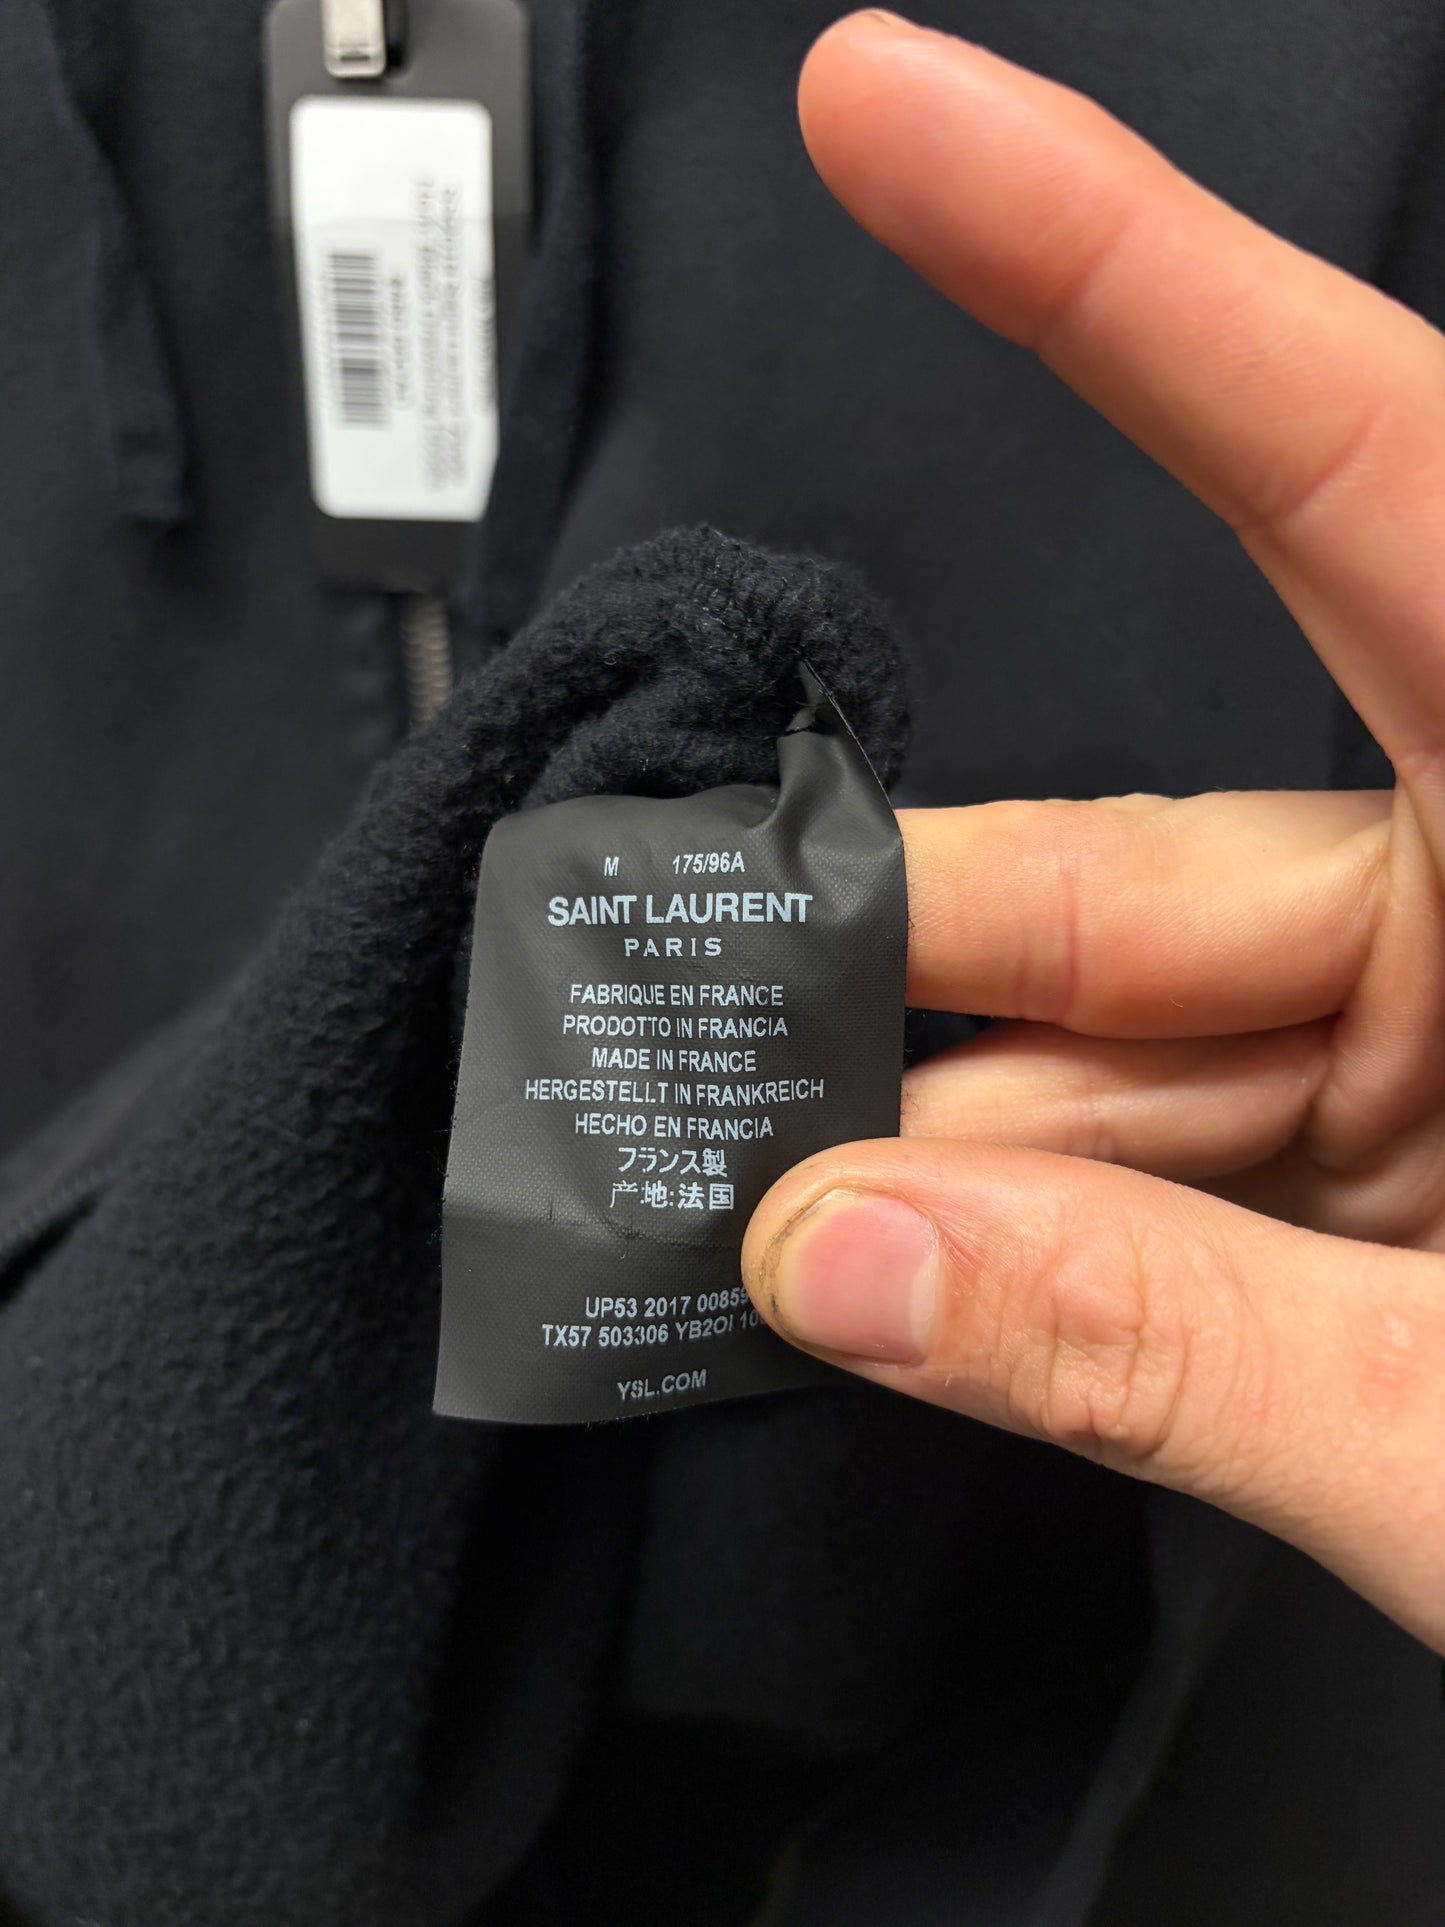 M 175/96A
SAINT LAURENT
PARIS
FABRIQUE EN FRANCE
PRODOTTO IN FRANCIA
MADE IN FRANCE
HERGESTELLT IN FRANKREICH
HECHO EN FRANCIA
フランス製
产地:法国
UP53 2017
TX57 503306 YB2OI
YSL.COM